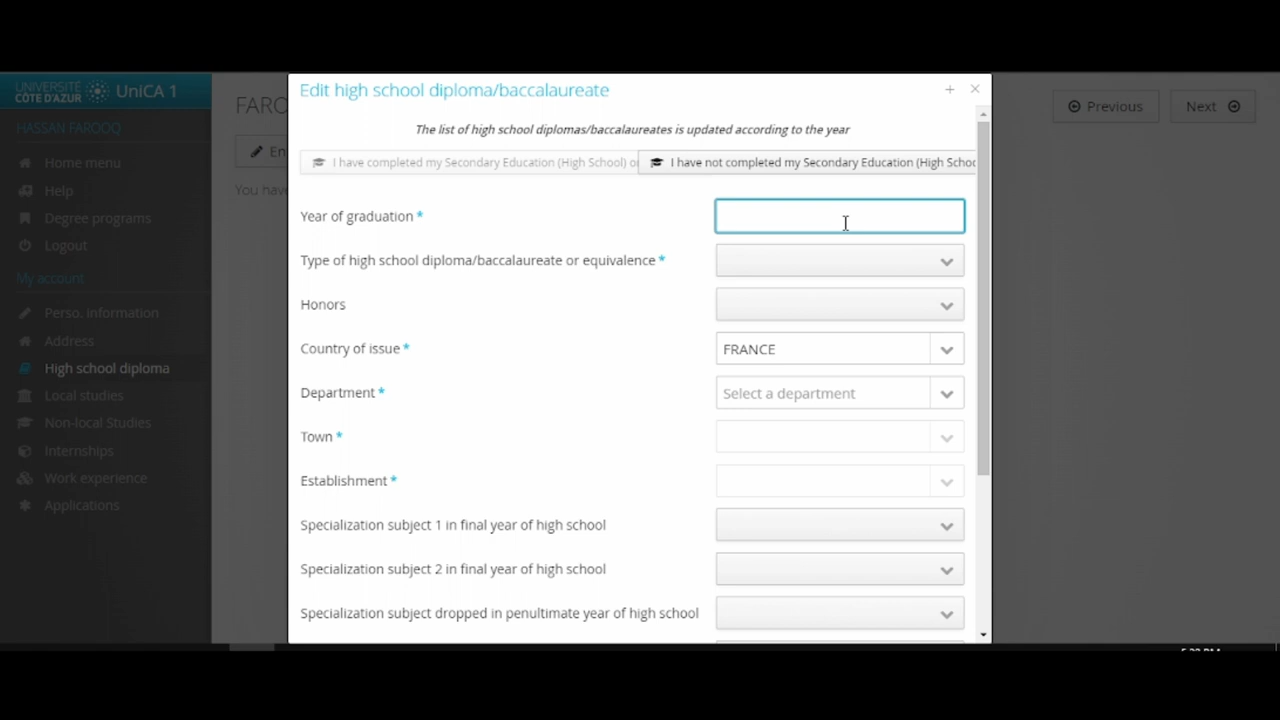 UNIVERSITÉ
CÔTE D'AZUR
UniCA 1
HASSAN FAROOQ
Home menu
Help
Degree programs
Logout
My account
Perso. information
Address
High school diploma
Local studies
Non-local Studies
Internships
Work experience
Applications
FARO
En
You have
Previous
Next
Edit high school diploma/baccalaureate
The list of high school diplomas/baccalaureates is updated according to the year
I have completed my Secondary Education (High School) o
I have not completed my Secondary Education (High Schoo
Year of graduation *
Type of high school diploma/baccalaureate or equivalence *
Honors
Country of issue *
FRANCE
Department *
Select a department
Town *
Establishment *
Specialization subject 1 in final year of high school
Specialization subject 2 in final year of high school
Specialization subject dropped in penultimate year of high school